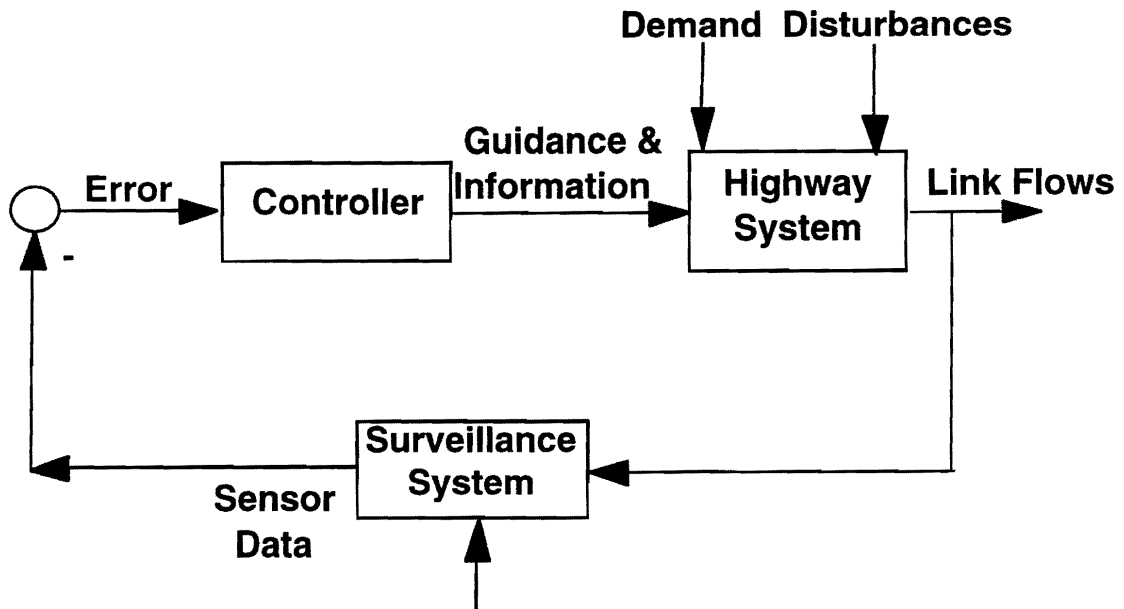 Demand Disturbances
Guidance &
Information
Error
Controller
Highway
System
Link Flows
-
Surveillance
System
Sensor
Data